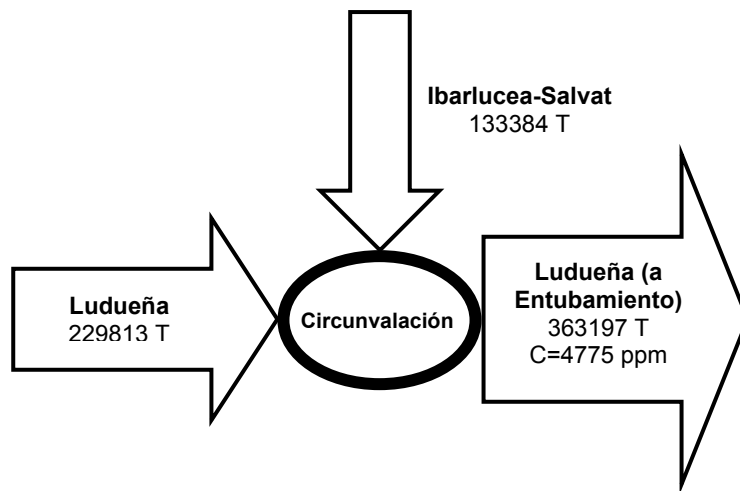 Ibarlucea-Salvat
133384 T
Ludueña
229813 T
Circunvalación
Ludueña (a
Entubamiento)
363197 T
C=4775 ppm